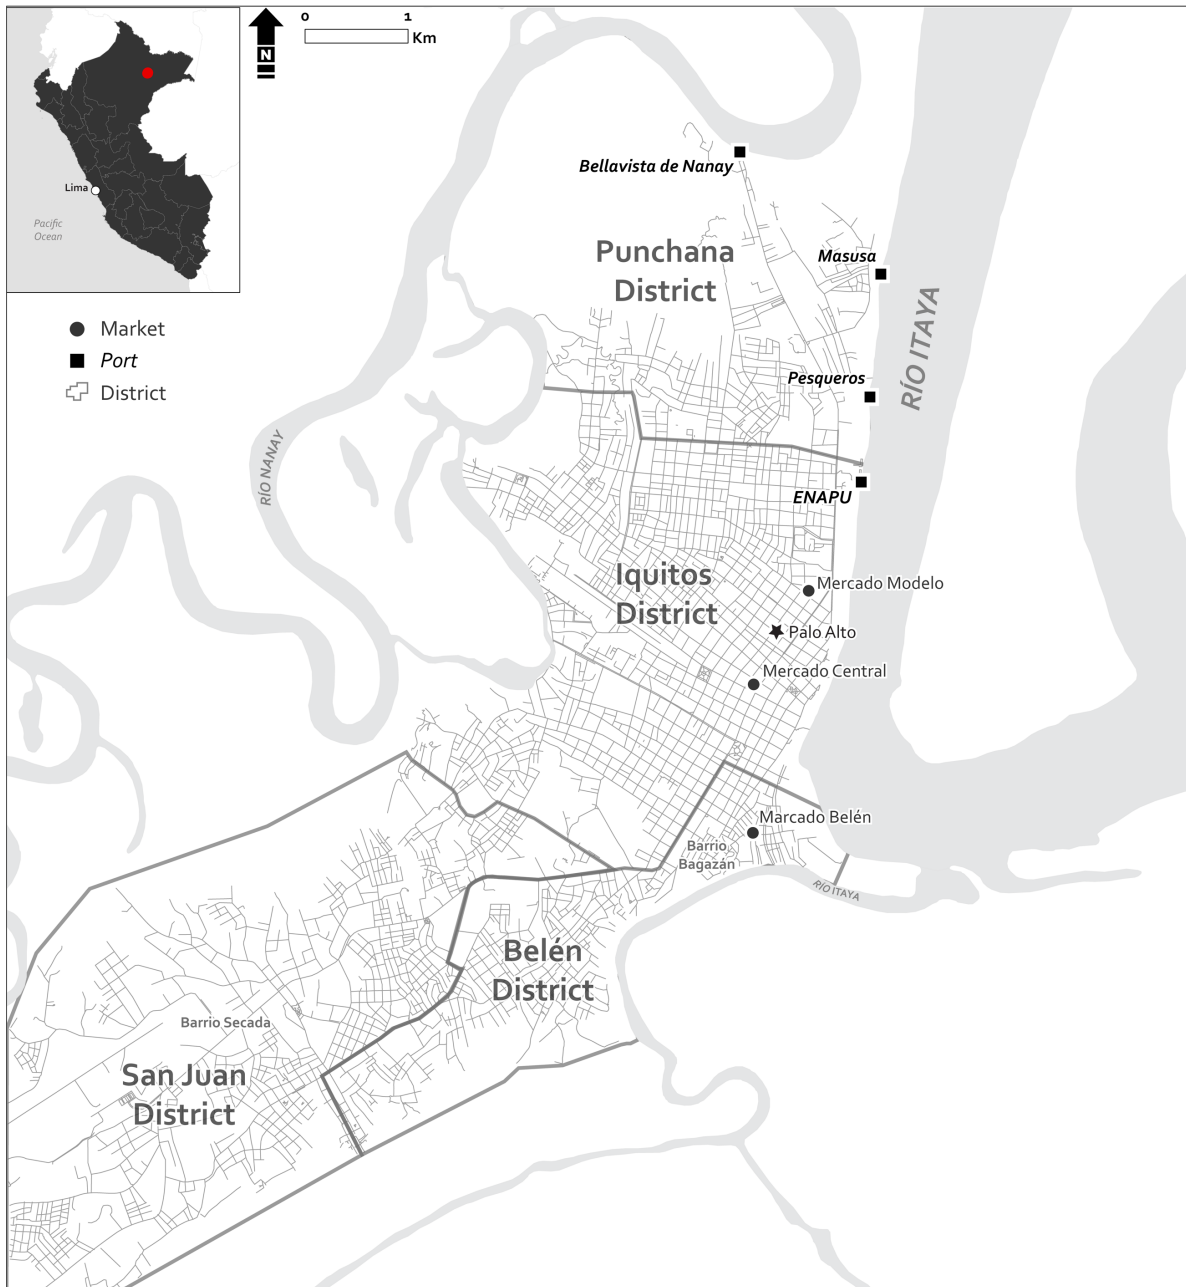 0 1
Km
N
Lima
Pacific
Ocean
Market
Port
District
Bellavista de Nanay
Punchana
District
Masusa
RÍO ITAYA
Pesqueros
RÍO NANAY
ENAPU
Iquitos
District
Mercado Modelo
Palo Alto
Mercado Central
Marcado Belén
Barrio
Bagazán
RÍO ITAYA
Belén
District
Barrio Secada
San Juan
District